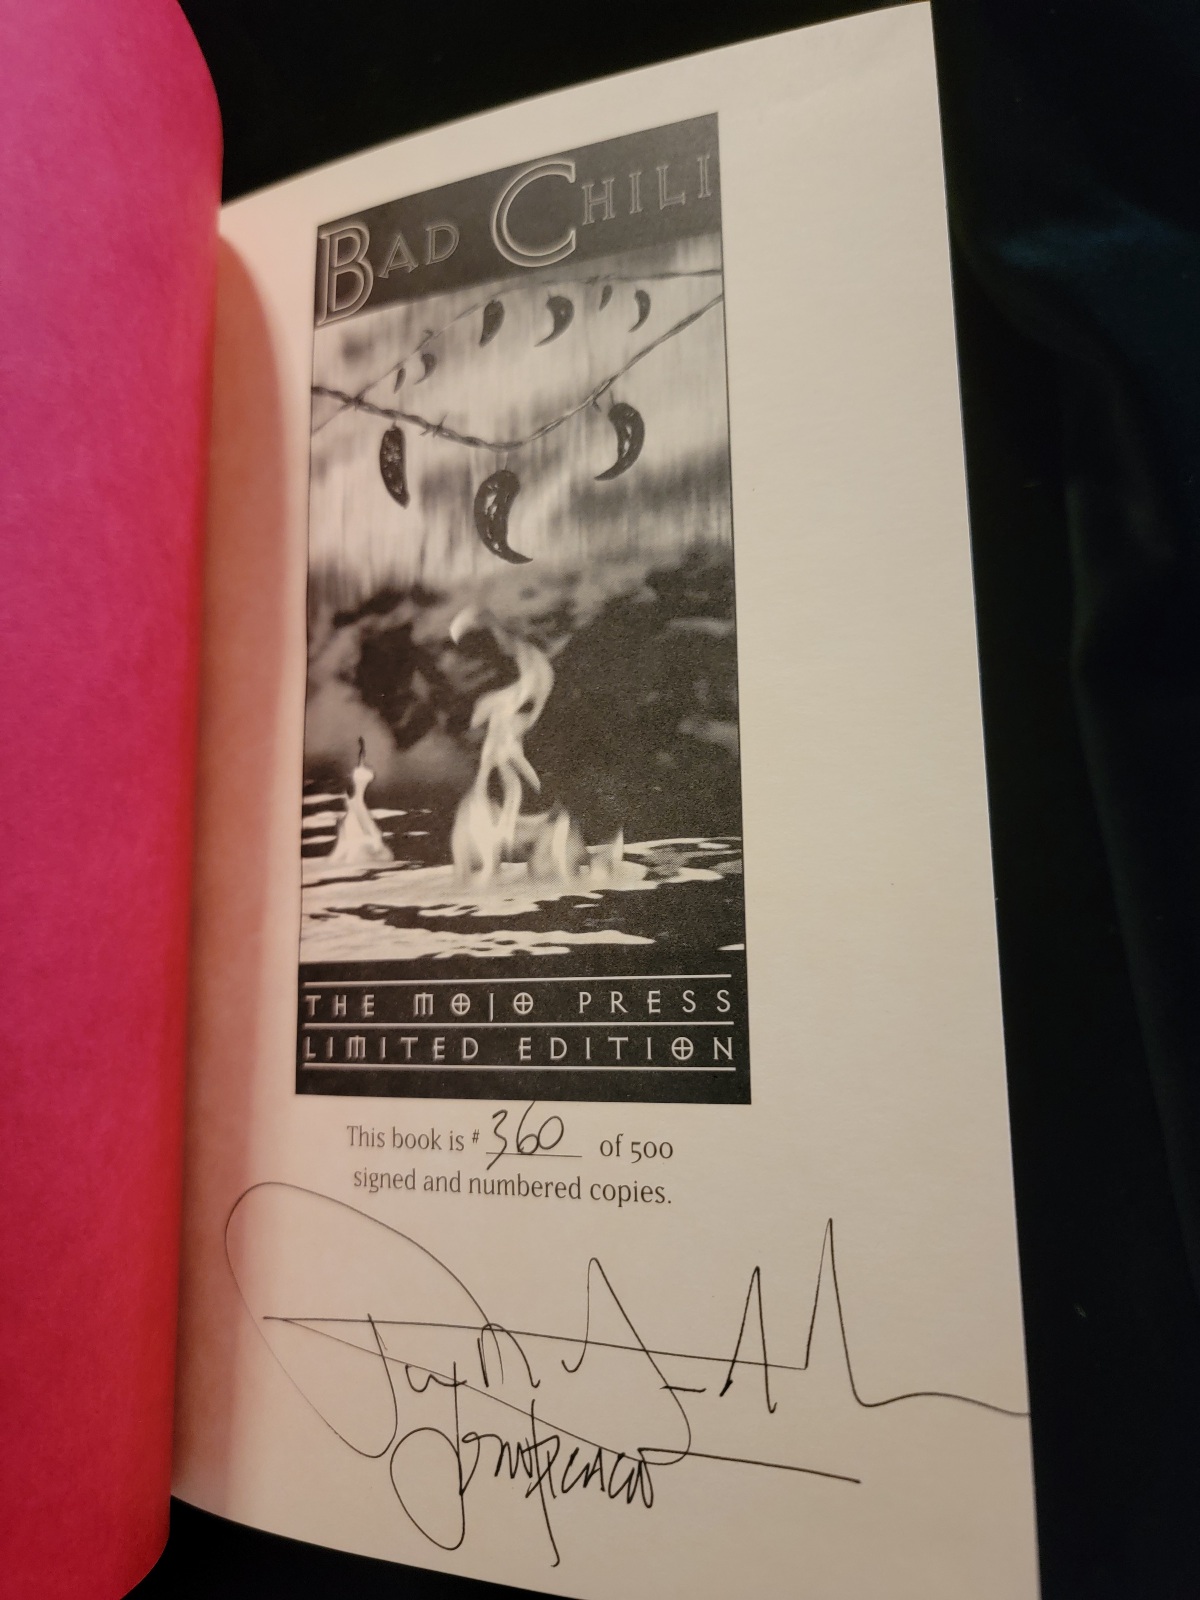 BAD CHILI
THE MOJO PRESS
LIMITED EDITION
This book is # 360 of 500
signed and numbered copies.